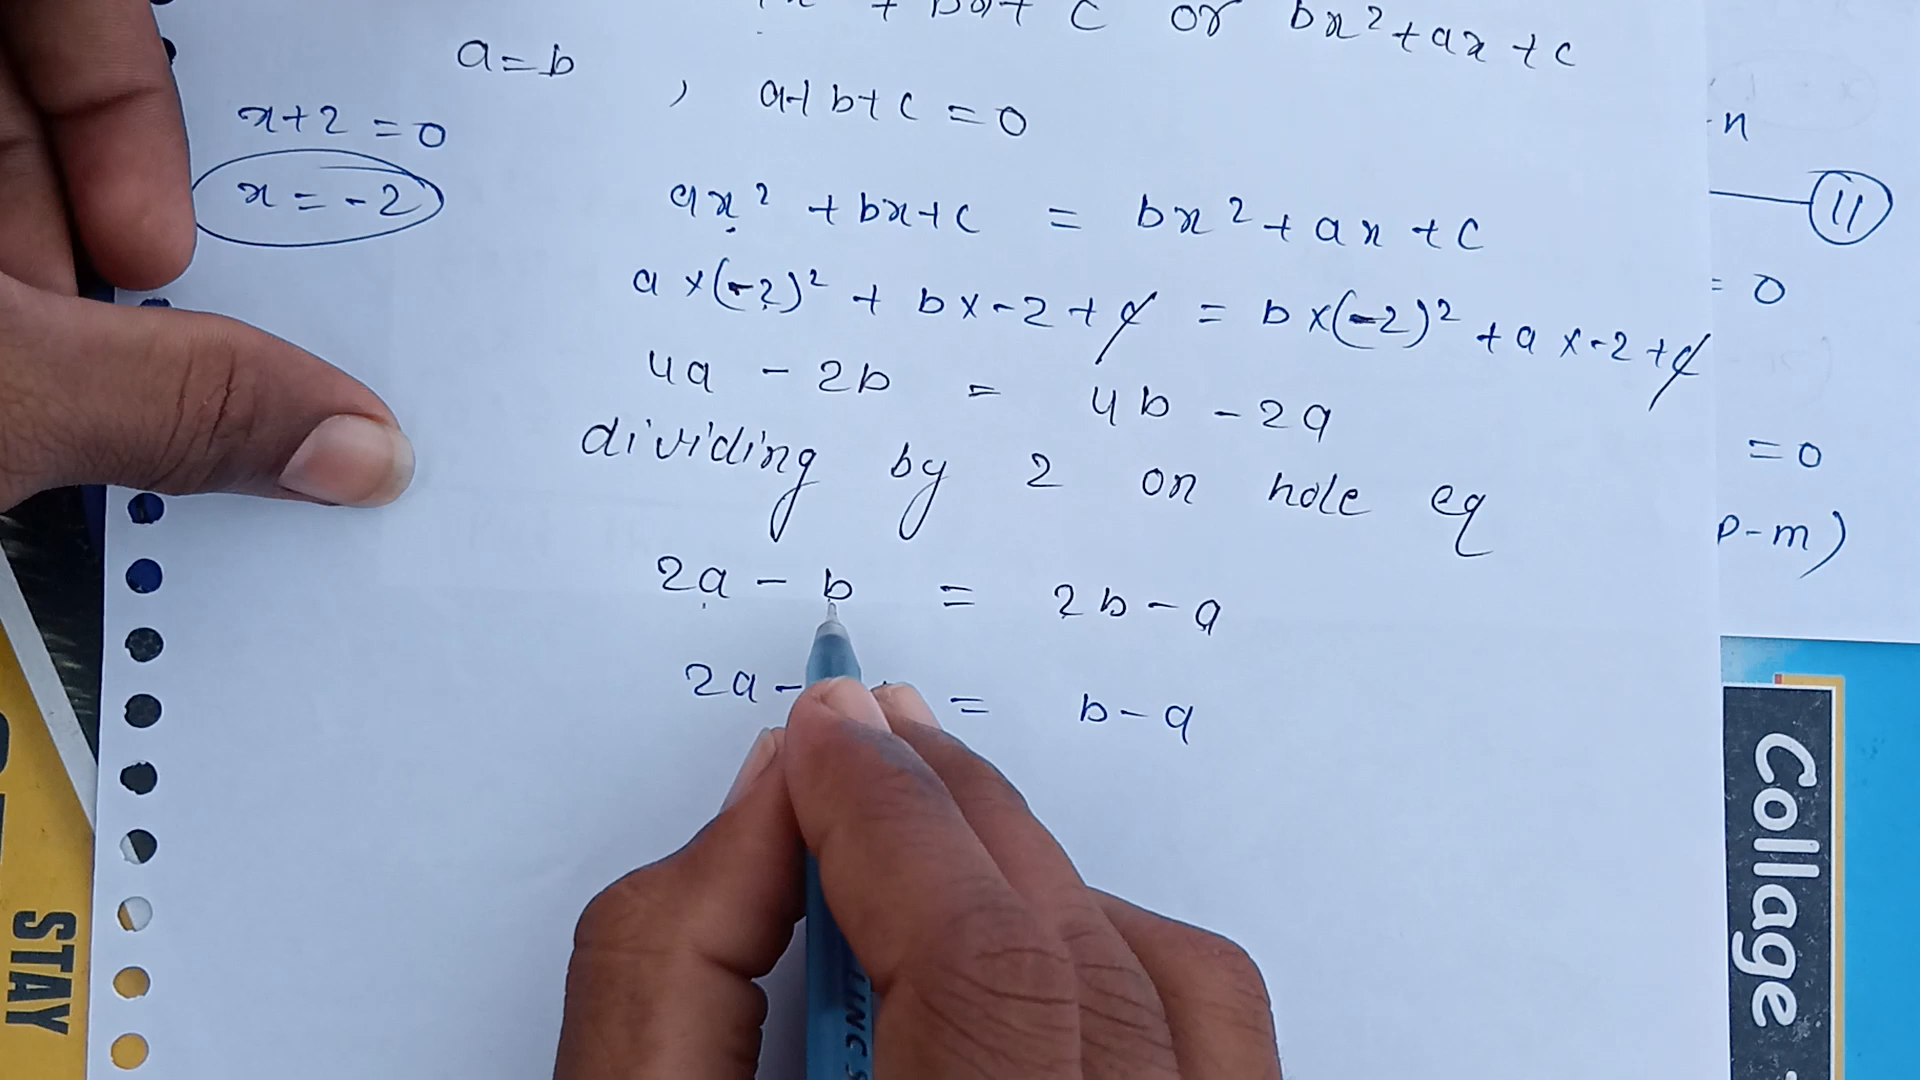 + c or bx²+ax+c
a=b , a+b+c=0
x+2=0
x=-2
ax²+bx+c = bx²+ax+c
a×(-2)²+b×-2+c = b×(-2)²+a×-2+c
4a-2b = 4b-2a
dividing by 2 on hole eq
2a-b = 2b-a
2a- = b-a
n
11
=0
=0
p-m)
Collage
STAY